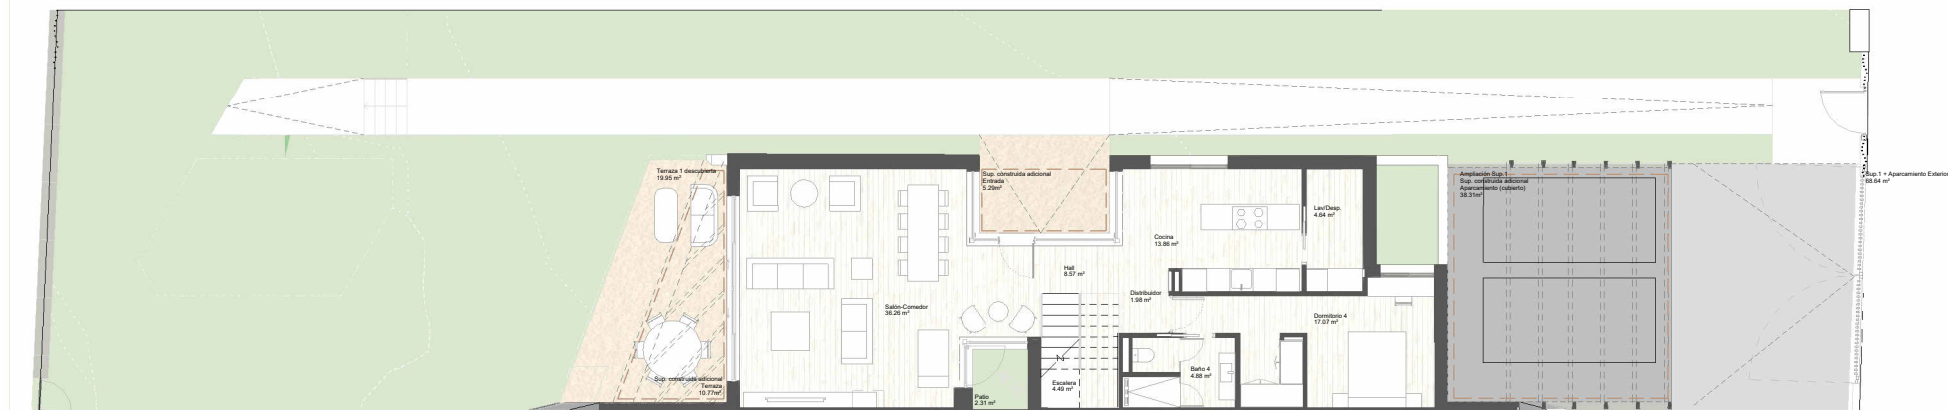 Terraza 1 descubierta
19.95 m²
Sup. construida adicional
Entrada
5.29m²
Ampliación Sup.1
Sup. construida adicional
Aparcamiento (cubierto)
38.31m²
Sup.1 + Aparcamiento Exterior
68.64 m²
Lav/Desp.
4.64 m²
Cocina
13.86 m²
Hall
8.57 m²
Distribuidor
1.98 m²
Salón-Comedor
36.26 m²
Dormitorio 4
17.07 m²
Baño 4
4.88 m²
Escalera
4.49 m²
Sup. construida adicional
Terraza
10.77m²
Patio
2.31 m²